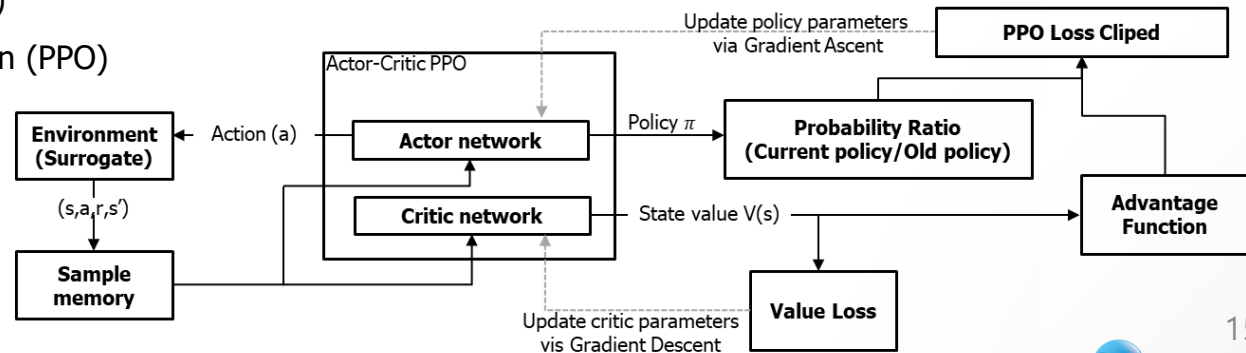 )
n (PPO)
Update policy parameters
via Gradient Ascent
PPO Loss Cliped
Actor-Critic PPO
Environment
(Surrogate)
Action (a)
Actor network
Policy π
Probability Ratio
(Current policy/Old policy)
(s,a,r,s’)
Critic network
State value V(s)
Advantage
Function
Sample
memory
Value Loss
Update critic parameters
vis Gradient Descent